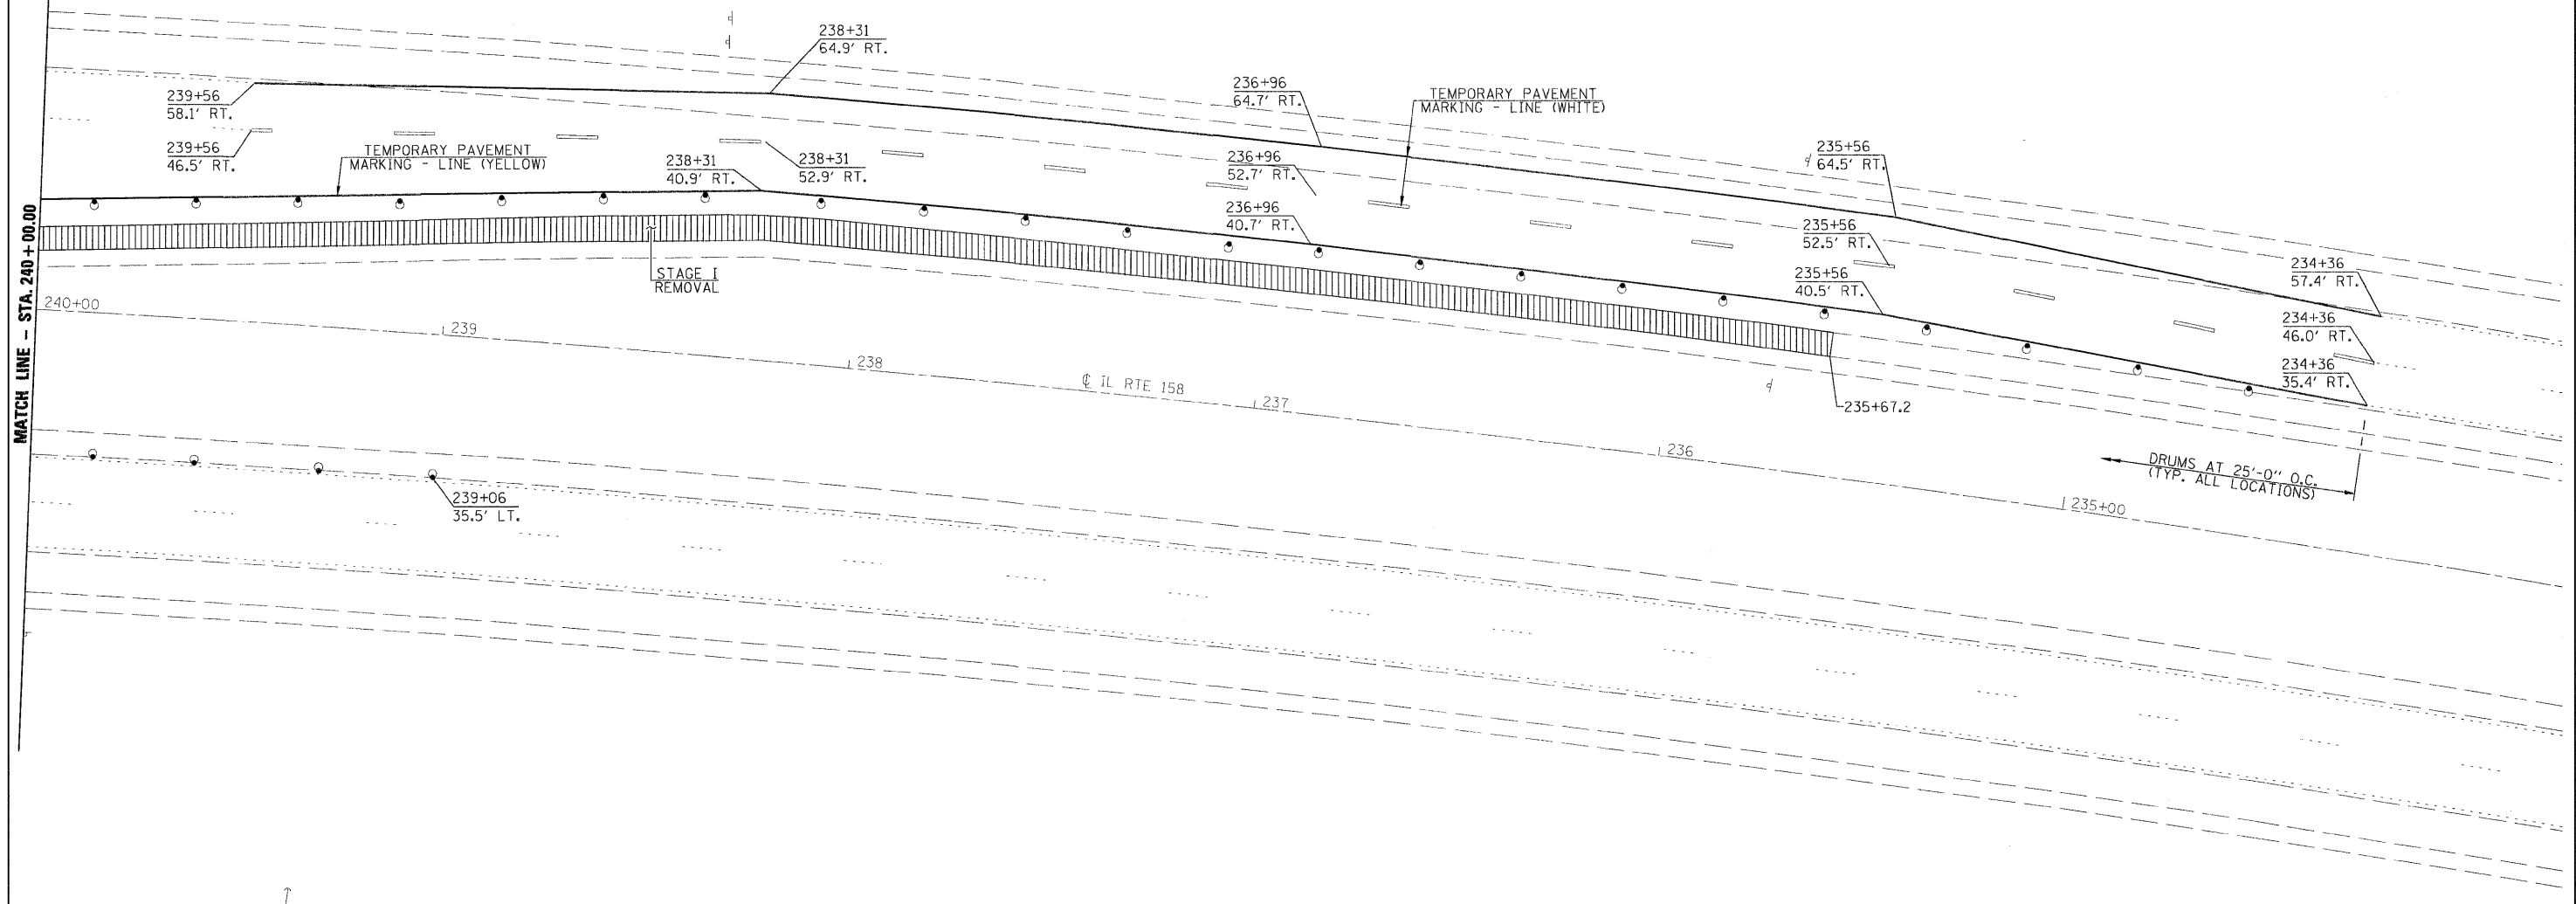 238+31
64.9' RT.
236+96
64.7' RT.
TEMPORARY PAVEMENT
MARKING - LINE (WHITE)
239+56
58.1' RT.
239+56
46.5' RT.
TEMPORARY PAVEMENT
MARKING - LINE (YELLOW)
238+31
40.9' RT.
238+31
52.9' RT.
236+96
52.7' RT.
236+96
40.7' RT.
235+56
64.5' RT.
235+56
52.5' RT.
235+56
40.5' RT.
234+36
57.4' RT.
234+36
46.0' RT.
234+36
35.4' RT.
MATCH LINE - STA. 240+00.00
STAGE I
REMOVAL
240+00
239
238
℄ IL RTE 158
237
236
235+00
235+67.2
DRUMS AT 25'-0" O.C.
(TYP. ALL LOCATIONS)
239+06
35.5' LT.